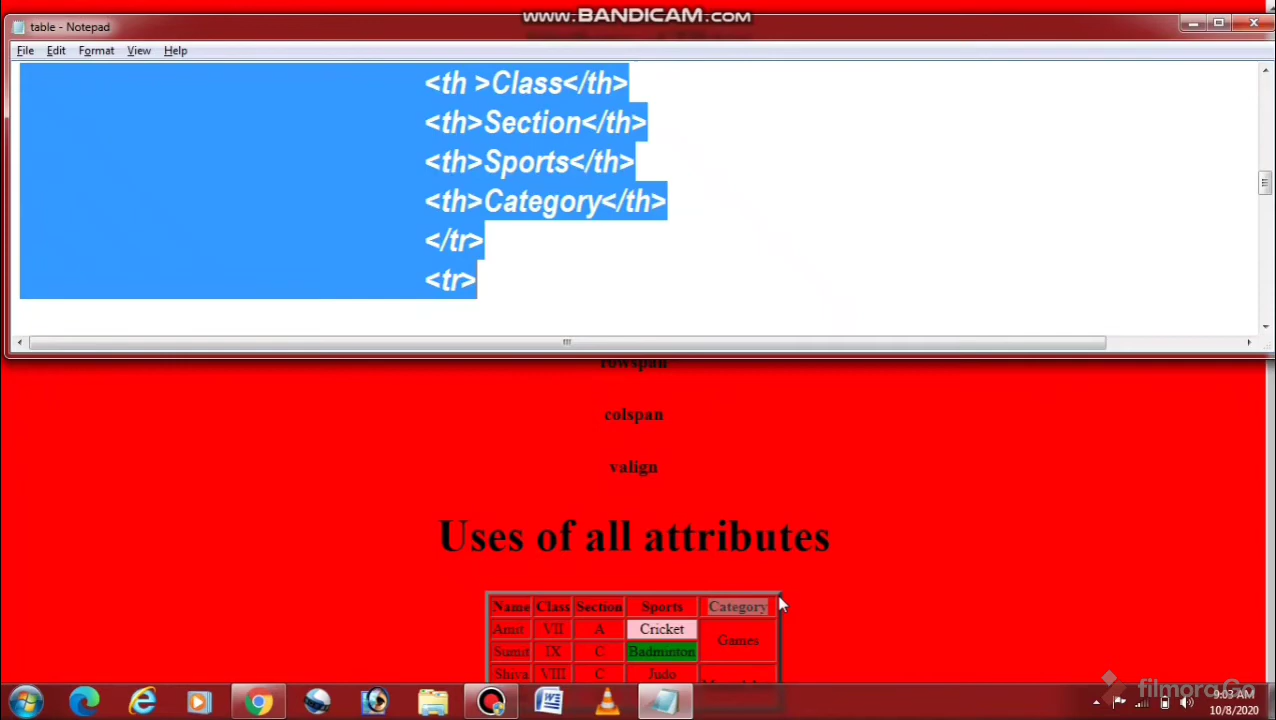 www.BANDICAM.com
table - Notepad
File Edit Format View Help
<th >Class</th>
<th>Section</th>
<th>Sports</th>
<th>Category</th>
</tr>
<tr>
rowspan
colspan
valign
Uses of all attributes
Name Class Section Sports Category
Amit VII A Cricket Games
Sumit IX C Badminton
Shiva VIII C Judo
filmora
9:03 AM
10/8/2020